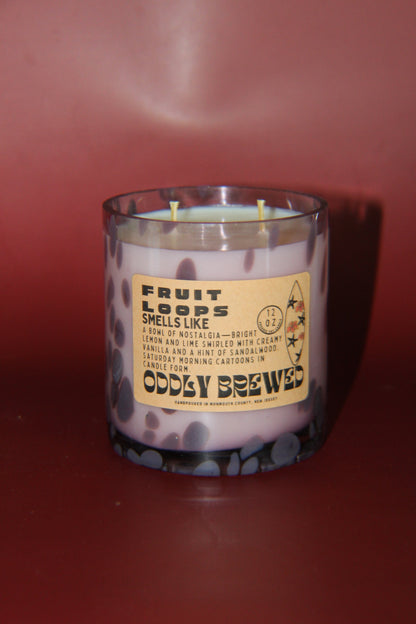 FRUIT
LOOPS
SMELLS LIKE
A BOWL OF NOSTALGIA—BRIGHT
LEMON AND LIME SWIRLED WITH CREAMY
VANILLA AND A HINT OF SANDALWOOD.
SATURDAY MORNING CARTOONS IN
CANDLE FORM.
12
OZ
ODDLY BREWED
HANDPOURED IN MONMOUTH COUNTY, NEW JERSEY